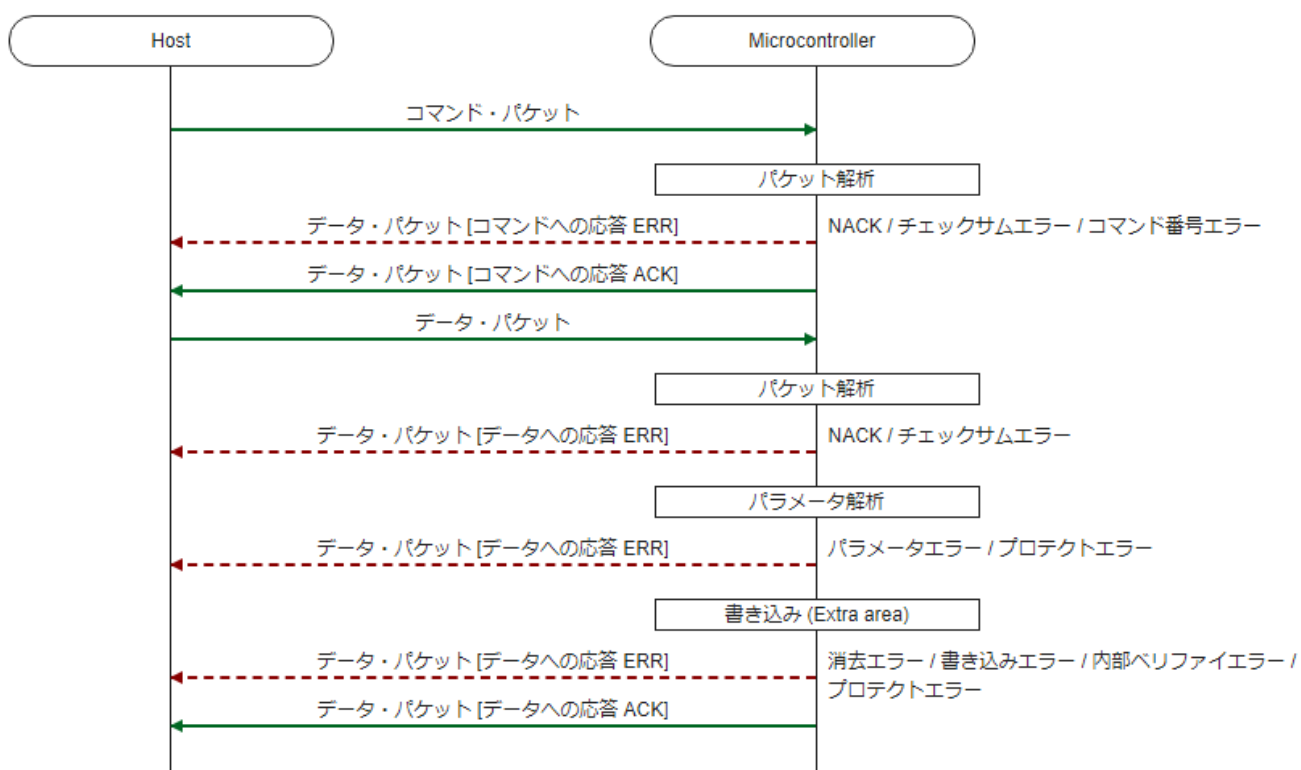 Host
Microcontroller
コマンド・パケット
パケット解析
データ・パケット [コマンドへの応答 ERR]
NACK / チェックサムエラー / コマンド番号エラー
データ・パケット [コマンドへの応答 ACK]
データ・パケット
パケット解析
データ・パケット [データへの応答 ERR]
NACK / チェックサムエラー
パラメータ解析
データ・パケット [データへの応答 ERR]
パラメータエラー / プロテクトエラー
書き込み (Extra area)
データ・パケット [データへの応答 ERR]
消去エラー / 書き込みエラー / 内部ベリファイエラー /
プロテクトエラー
データ・パケット [データへの応答 ACK]